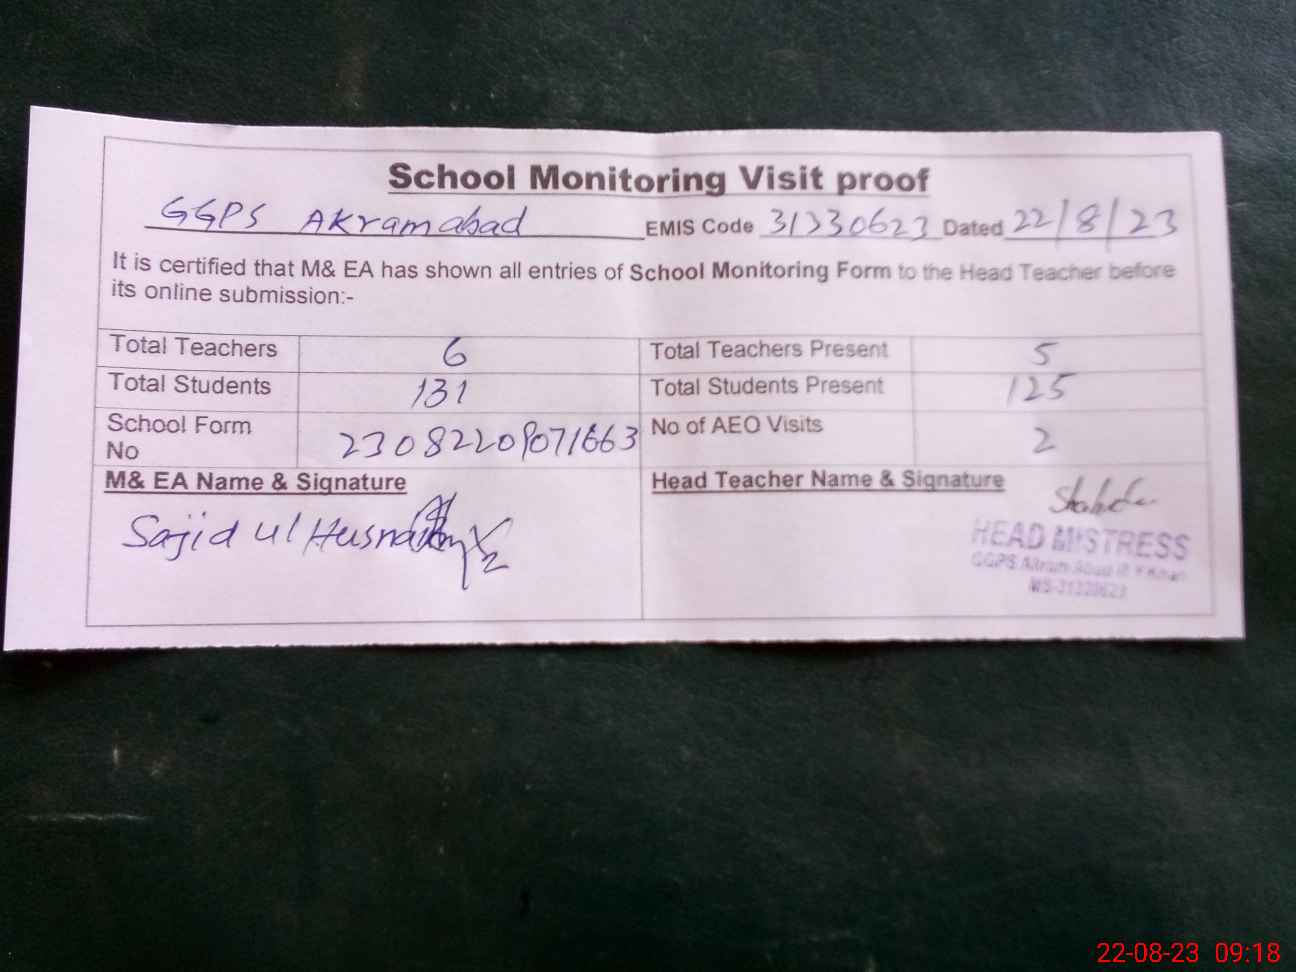 School Monitoring Visit proof
GGPS Akramabad EMIS Code 31330623 Dated 22/8/23
It is certified that M& EA has shown all entries of School Monitoring Form to the Head Teacher before
its online submission:-
Total Teachers 6 Total Teachers Present 5
Total Students 131 Total Students Present 125
School Form No 23082209071663 No of AEO Visits 2
M& EA Name & Signature Head Teacher Name & Signature
Sajid ul Husnain
HEAD MISTRESS
GGPS
22-08-23 09:18